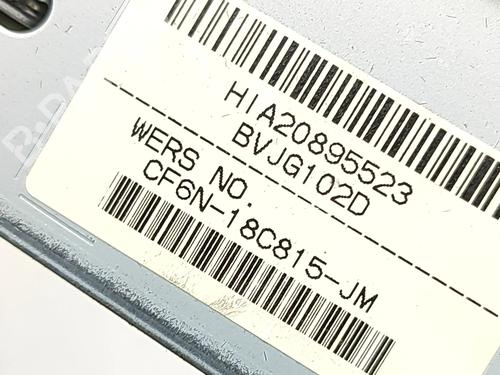 HIA20895523
BVJG102D
WERS NO.
CF6N-18C815-JM